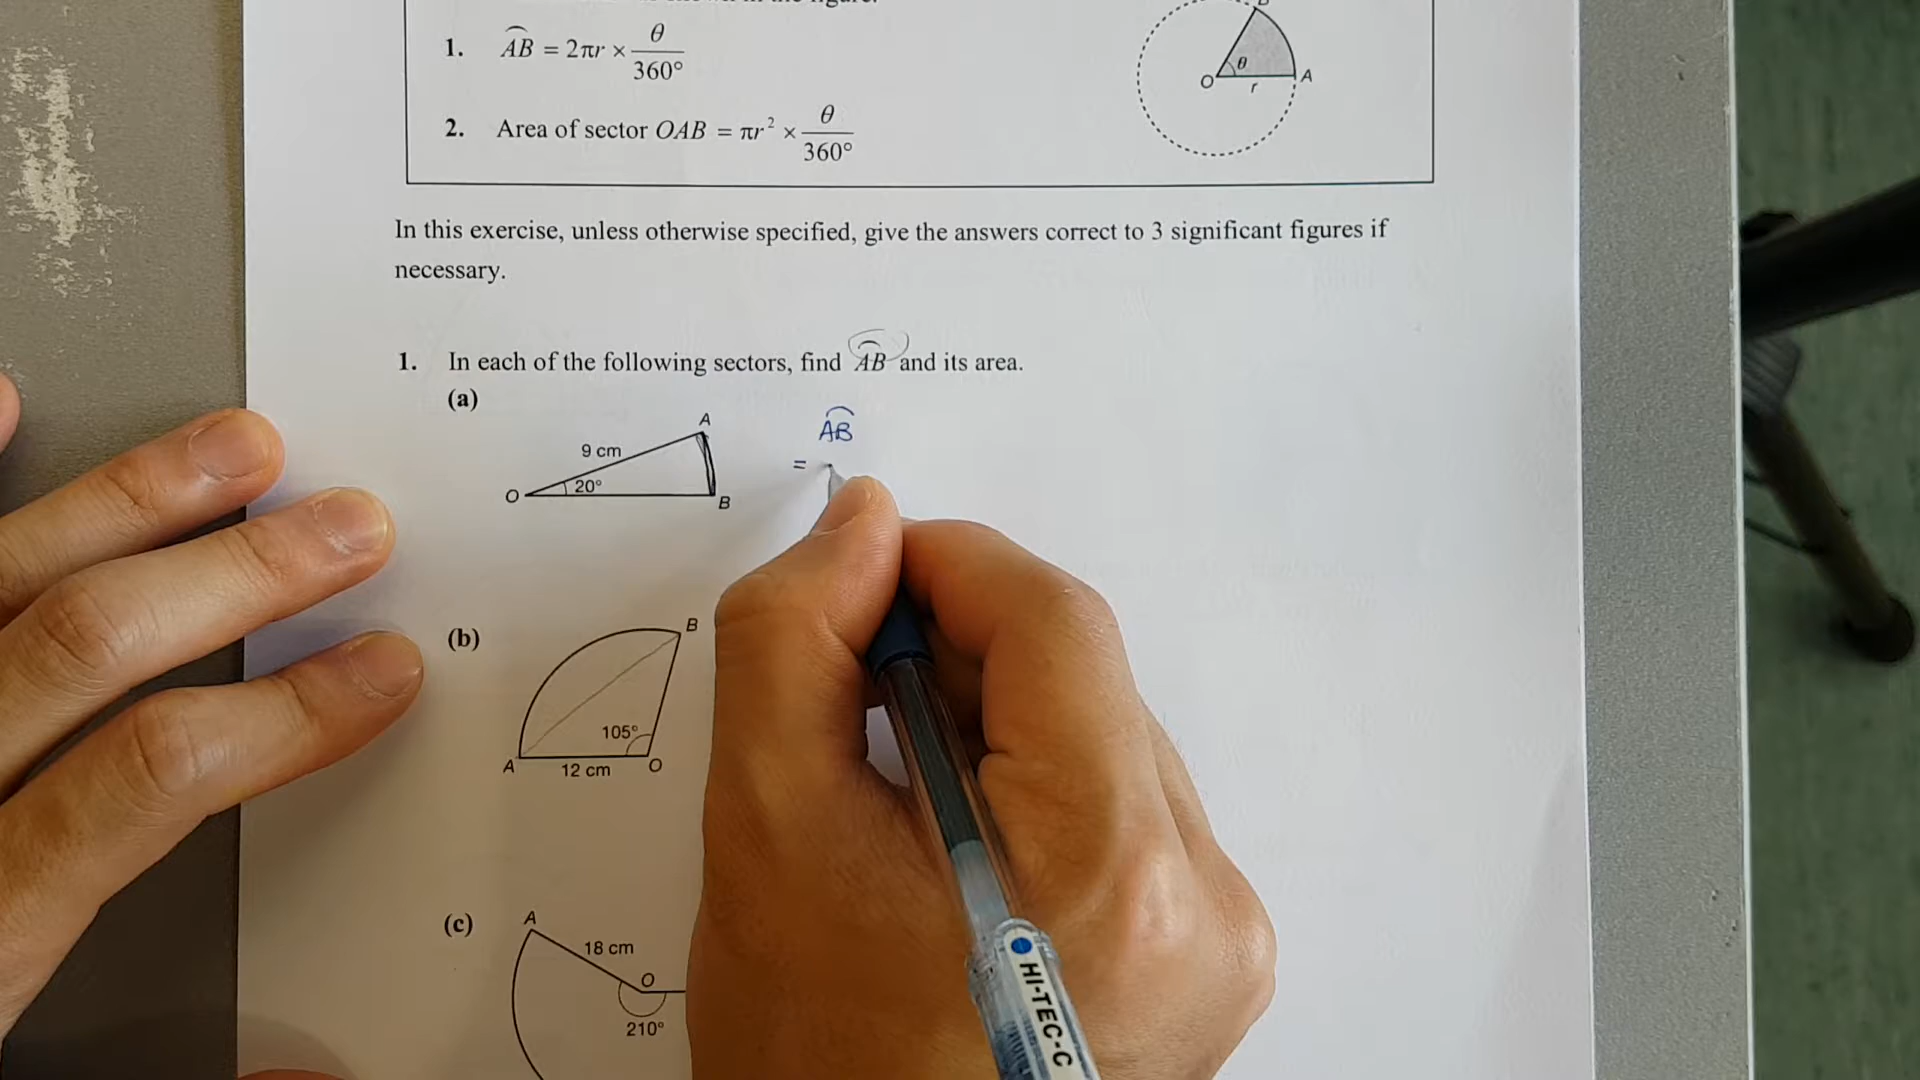 1. AB = 2πr × θ/360°
2. Area of sector OAB = πr² × θ/360°
θ
O
r
A
In this exercise, unless otherwise specified, give the answers correct to 3 significant figures if
necessary.
1. In each of the following sectors, find AB and its area.
(a)
A
9 cm
O
20°
B
AB
=
(b)
B
105°
A
12 cm
O
(c)
A
18 cm
O
210°
HI-TEC-C